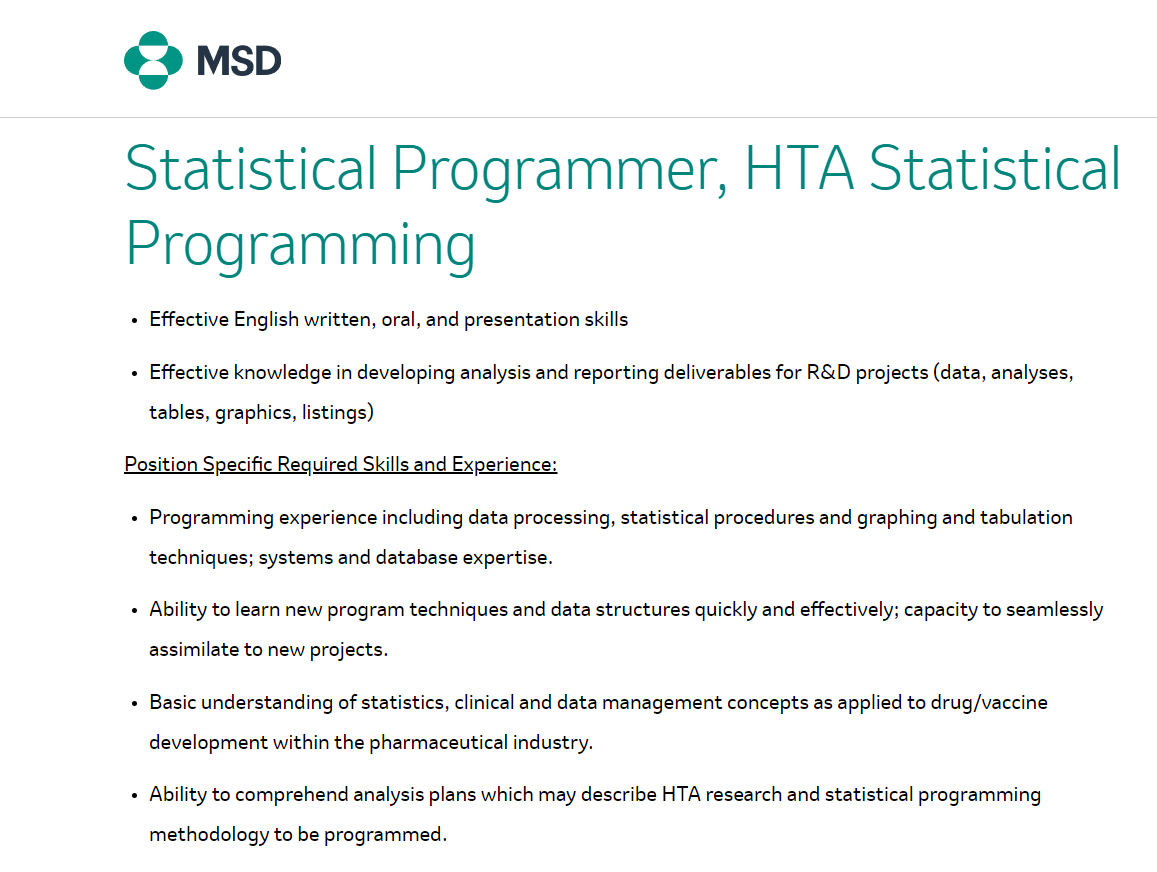 MSD
Statistical Programmer, HTA Statistical
Programming
• Effective English written, oral, and presentation skills
• Effective knowledge in developing analysis and reporting deliverables for R&D projects (data, analyses,
tables, graphics, listings)
Position Specific Required Skills and Experience:
• Programming experience including data processing, statistical procedures and graphing and tabulation
techniques; systems and database expertise.
• Ability to learn new program techniques and data structures quickly and effectively; capacity to seamlessly
assimilate to new projects.
• Basic understanding of statistics, clinical and data management concepts as applied to drug/vaccine
development within the pharmaceutical industry.
• Ability to comprehend analysis plans which may describe HTA research and statistical programming
methodology to be programmed.